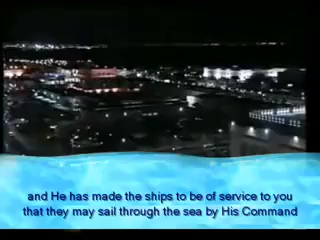 and He has made the ships to be of service to you
that they may sail through the sea by His Command